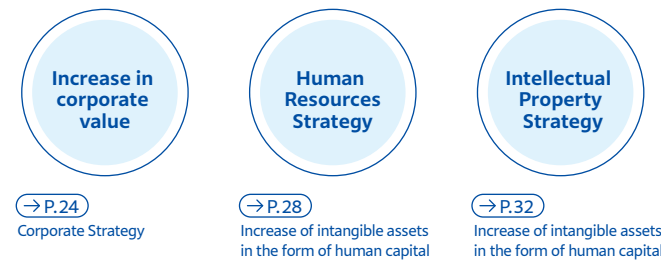 Increase in
corporate
value
Human
Resources
Strategy
Intellectual
Property
Strategy
→ P.24
Corporate Strategy
→ P.28
Increase of intangible assets
in the form of human capital
→ P.32
Increase of intangible assets
in the form of human capital